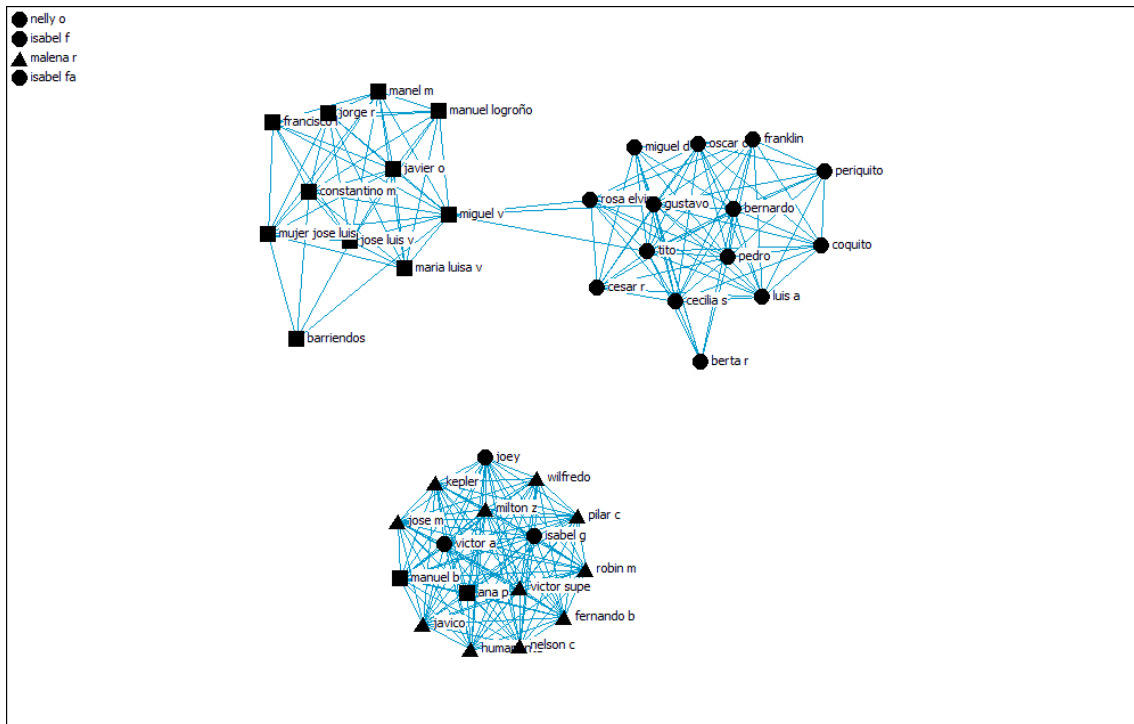 nelly o
isabel f
malena r
isabel fa
manel m
manuel logroño
jorge r
francisco
javier o
constantino m
miguel v
mujer jose luis
jose luis v
maria luisa v
barriendos
franklin
oscar
miguel d
periquito
rosa elvi
gustavo
bernardo
coquito
tito
pedro
cesar r
cecilia s
luis a
berta r
joey
kepler
wilfredo
milton z
pilar c
jose m
isabel g
victor a
robin m
manuel b
victor supe
ana p
fernando b
javico
human
nelson c